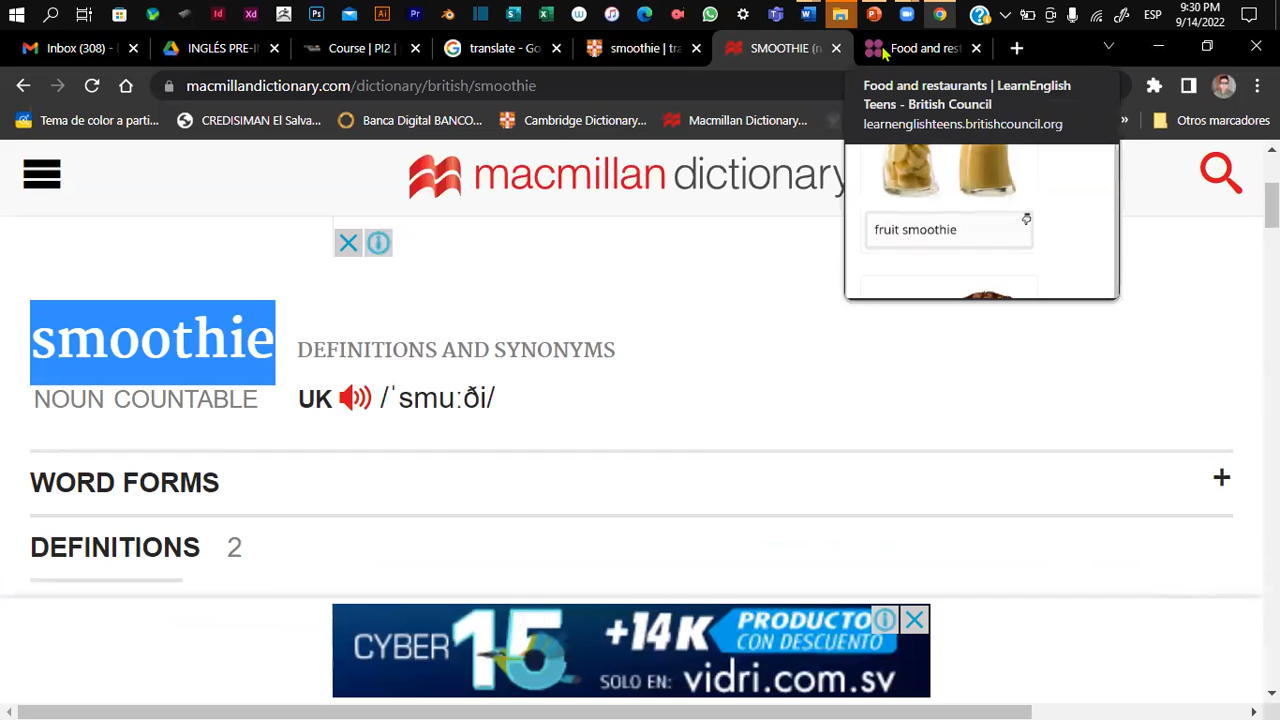 ESP
9:30 PM
9/14/2022
Inbox (308) -
INGLÉS PRE-I
Course | PI2 |
translate - Go
smoothie | tra
SMOOTHIE (n
Food and rest
macmillandictionary.com/dictionary/british/smoothie
Food and restaurants | LearnEnglish
Teens - British Council
learnenglishteens.britishcouncil.org
Tema de color a parti...
CREDISIMAN El Salv...
Banca Digital BANCO...
Cambridge Dictionar...
Macmillan Dictionary...
»
Otros marcadores
macmillan dictionary
fruit smoothie
smoothie
DEFINITIONS AND SYNONYMS
NOUN COUNTABLE
UK /ˈsmuːði/
WORD FORMS
+
DEFINITIONS 2
CYBER 15
+14K PRODUCTO
CON DESCUENTO
SOLO EN: vidri.com.sv